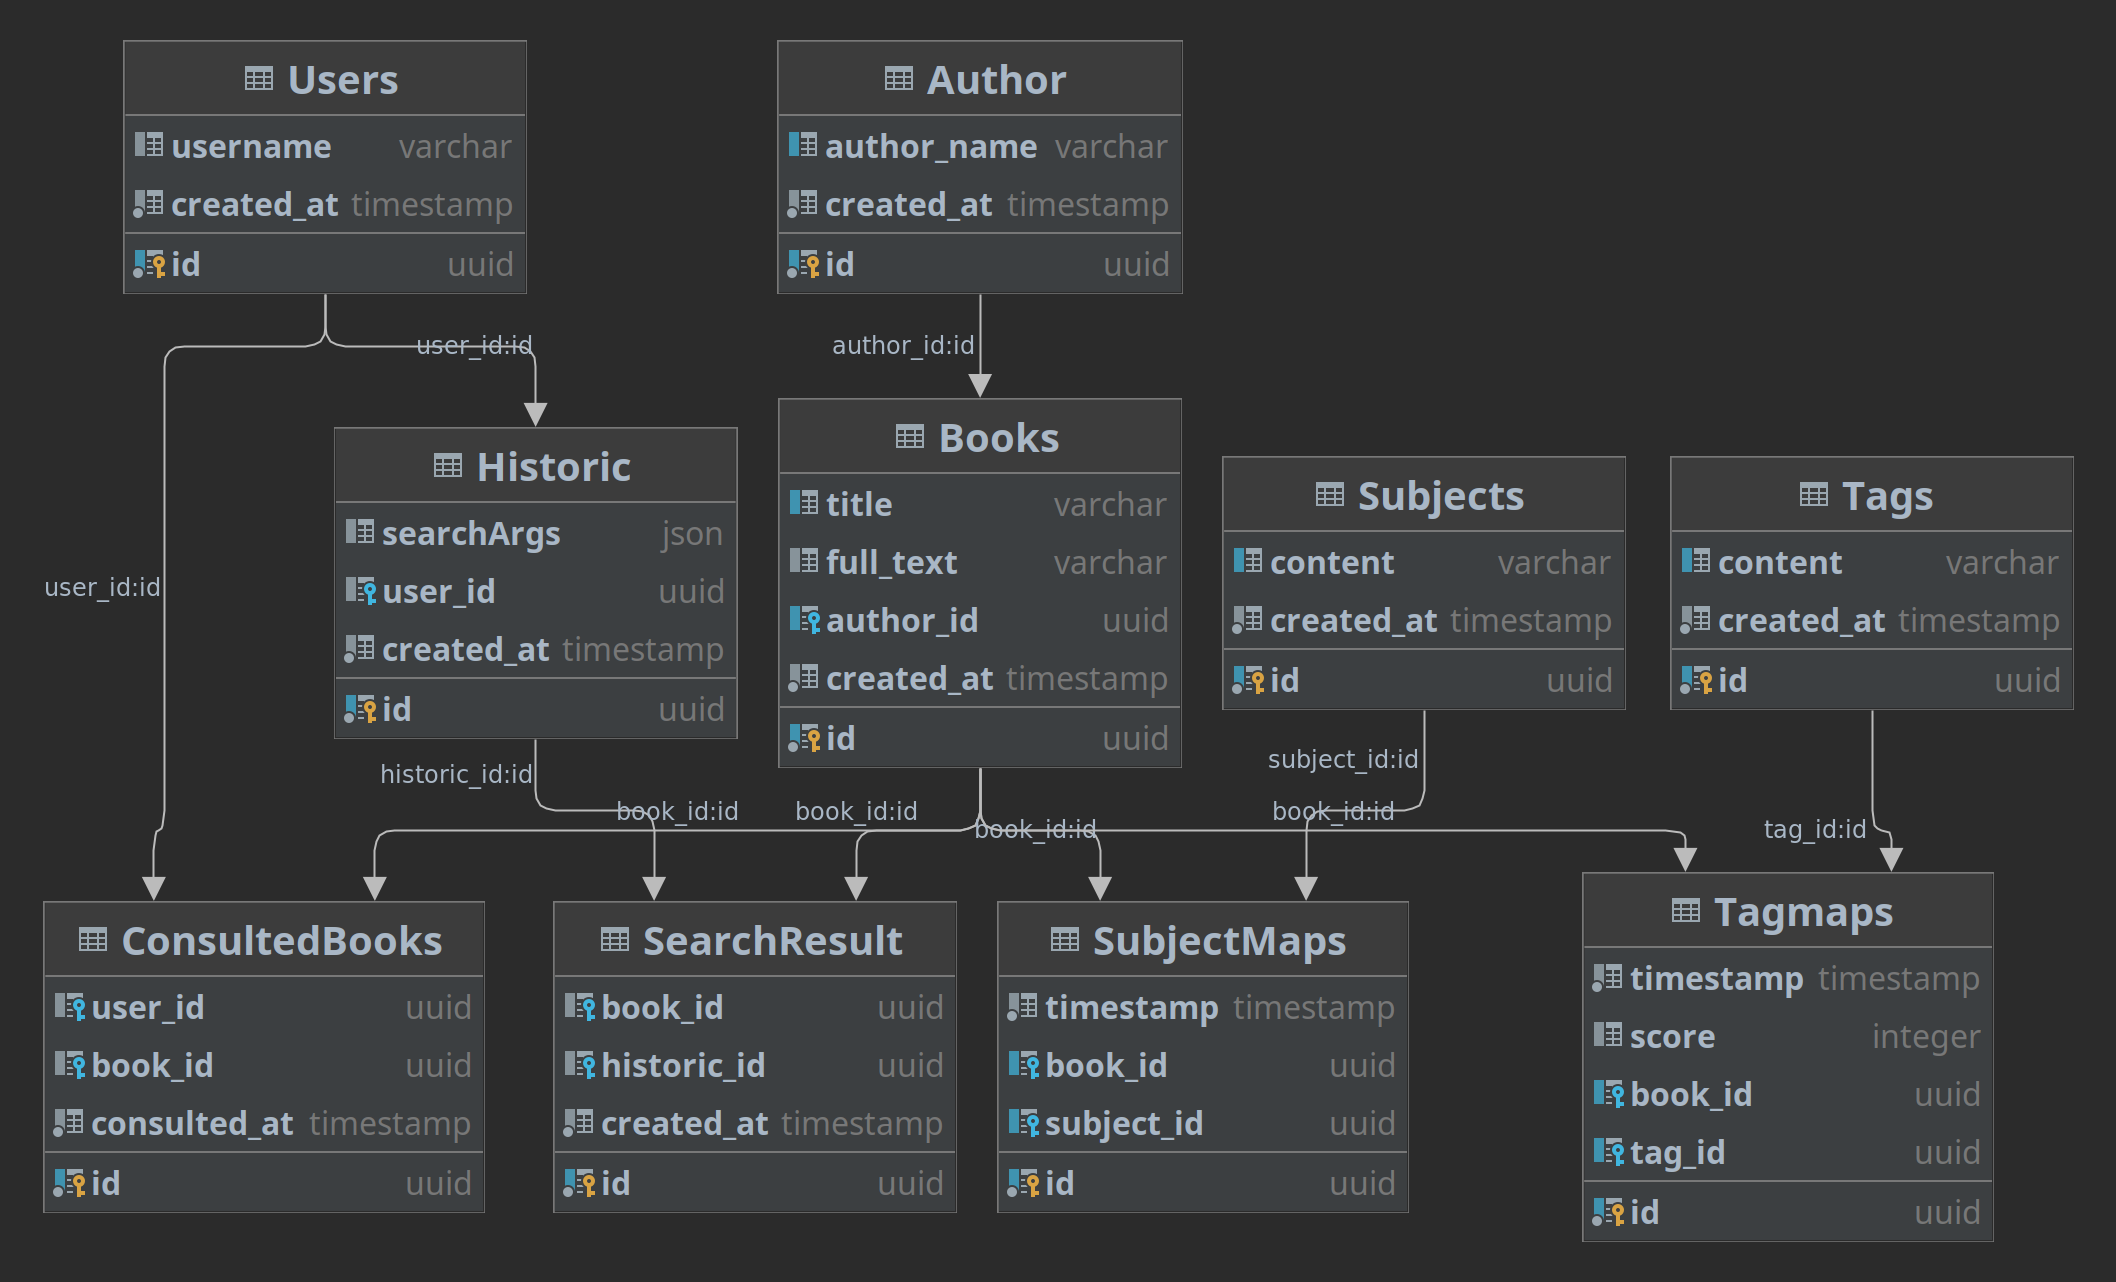 Users
username varchar
created_at timestamp
id uuid
Author
author_name varchar
created_at timestamp
id uuid
user_id:id
author_id:id
user_id:id
Historic
searchArgs json
user_id uuid
created_at timestamp
id uuid
Books
title varchar
full_text varchar
author_id uuid
created_at timestamp
id uuid
Subjects
content varchar
created_at timestamp
id uuid
Tags
content varchar
created_at timestamp
id uuid
historic_id:id
subject_id:id
book_id:id
book_id:id
book_id:id
book_id:id
tag_id:id
ConsultedBooks
user_id uuid
book_id uuid
consulted_at timestamp
id uuid
SearchResult
book_id uuid
historic_id uuid
created_at timestamp
id uuid
SubjectMaps
timestamp timestamp
book_id uuid
subject_id uuid
id uuid
Tagmaps
timestamp timestamp
score integer
book_id uuid
tag_id uuid
id uuid